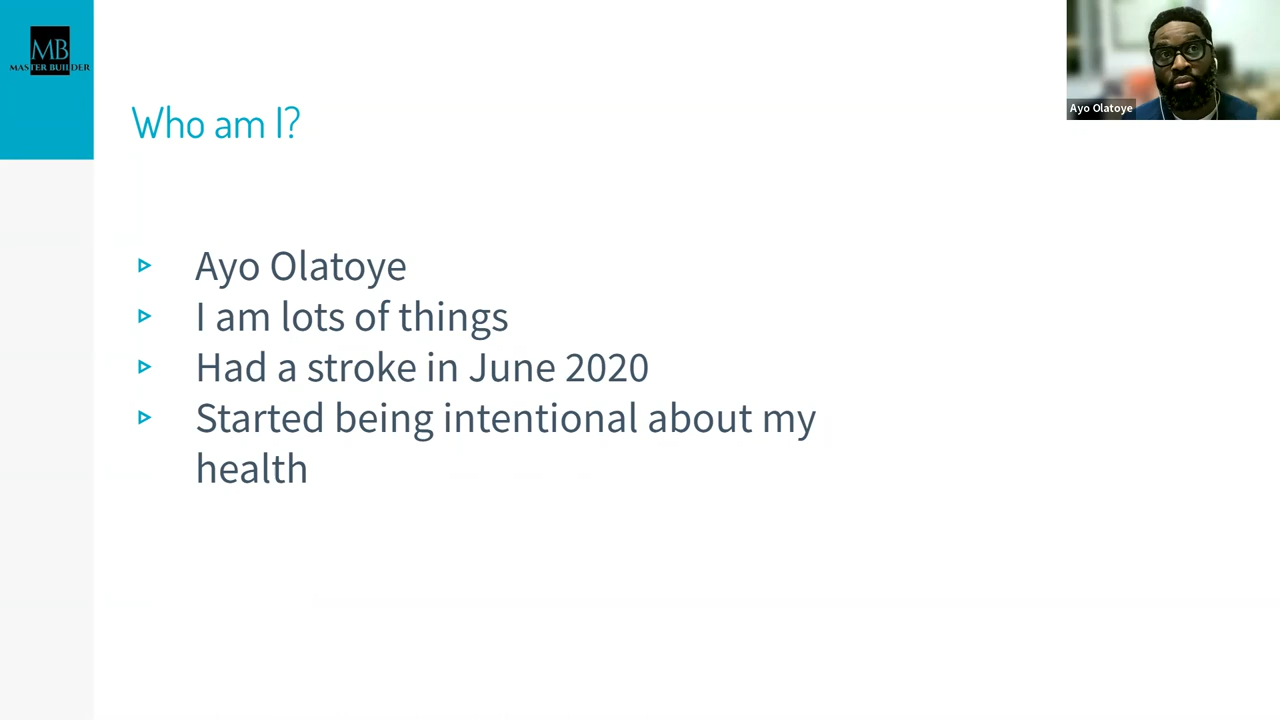 MB
MASTER BUILDER
Ayo Olatoye
Who am I?
Ayo Olatoye
I am lots of things
Had a stroke in June 2020
Started being intentional about my
health